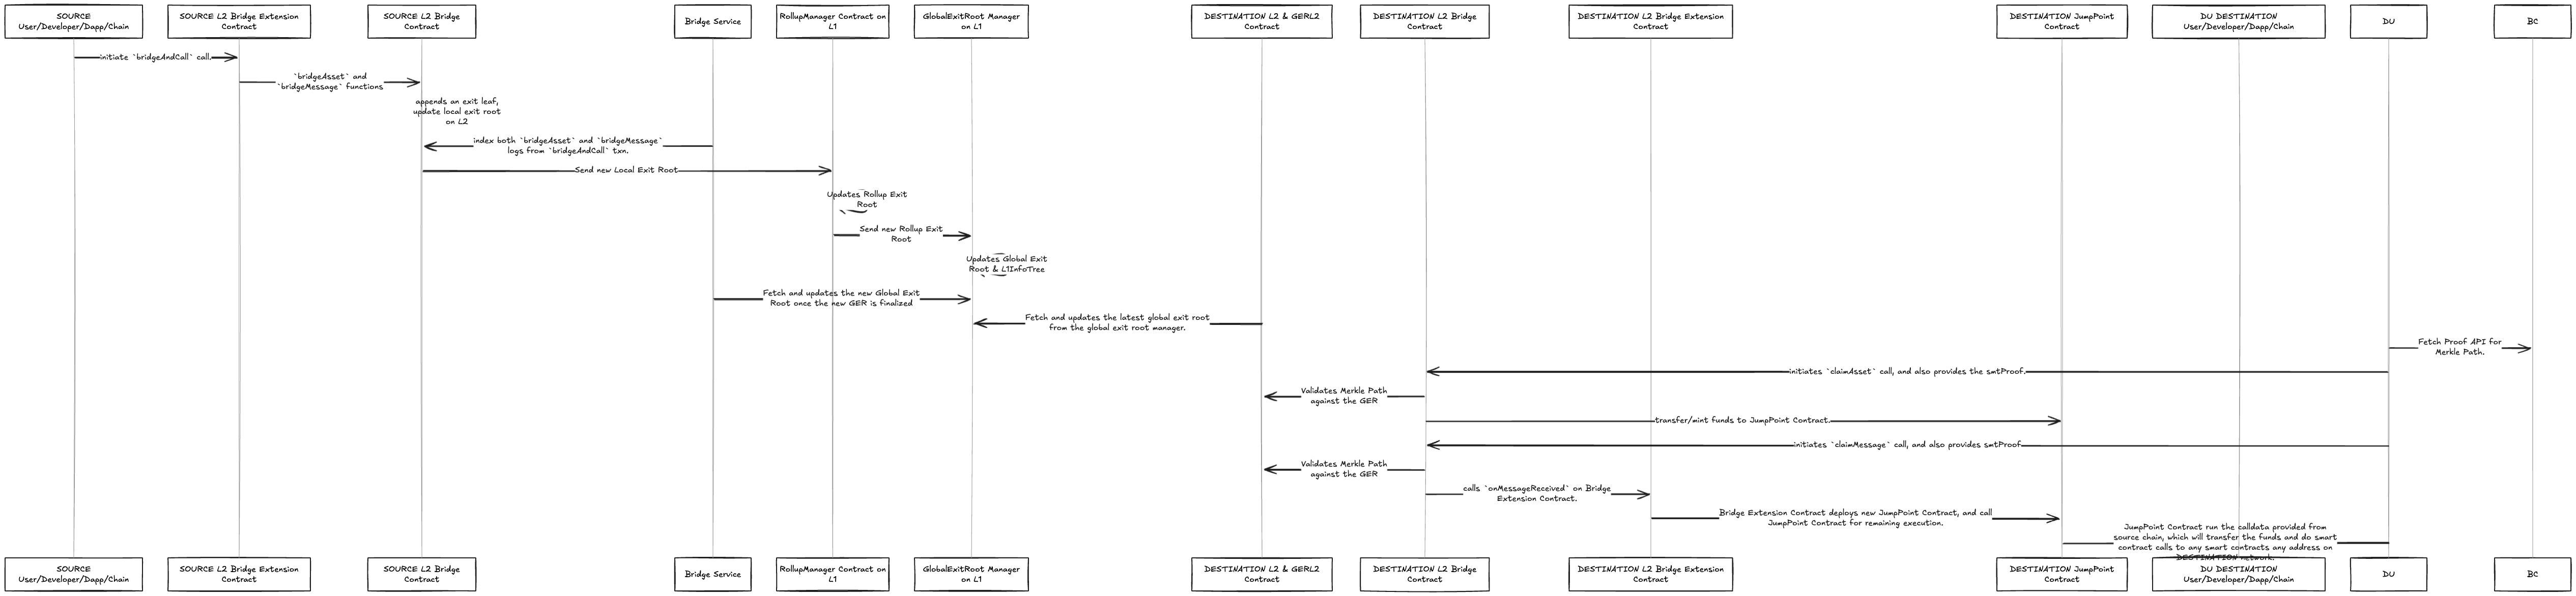 SOURCE
User/Developer/Dapp/Chain
SOURCE L2 Bridge Extension
Contract
SOURCE L2 Bridge
Contract
Bridge Service
RollupManager Contract on
L1
GlobalExitRoot Manager
on L1
DESTINATION L2 & GERL2
Contract
DESTINATION L2 Bridge
Contract
DESTINATION L2 Bridge Extension
Contract
DESTINATION JumpPoint
Contract
DU DESTINATION
User/Developer/Dapp/Chain
DU
BC
initiate `bridgeAndCall` call.
`bridgeAsset` and
`bridgeMessage` functions
appends an exit leaf,
update local exit root
on L2
index both `bridgeAsset` and `bridgeMessage`
logs from `bridgeAndCall` txn.
Send new Local Exit Root
Updates Rollup Exit
Root
Send new Rollup Exit
Root
Updates Global Exit
Root & L1InfoTree
Fetch and updates the new Global Exit
Root once the new GER is finalized
Fetch and updates the latest global exit root
from the global exit root manager.
Fetch Proof API for
Merkle Path.
initiates `claimAsset` call, and also provides the smtProof.
Validates Merkle Path
against the GER
transfer/mint funds to JumpPoint Contract.
initiates `claimMessage` call, and also provides smtProof
Validates Merkle Path
against the GER
calls `onMessageReceived` on Bridge
Extension Contract.
Bridge Extension Contract deploys new JumpPoint Contract, and call
JumpPoint Contract for remaining execution.
JumpPoint Contract run the calldata provided from
source chain, which will transfer the funds and do smart
contract calls to any smart contracts any address on
DESTINATION network.
SOURCE
User/Developer/Dapp/Chain
SOURCE L2 Bridge Extension
Contract
SOURCE L2 Bridge
Contract
Bridge Service
RollupManager Contract on
L1
GlobalExitRoot Manager
on L1
DESTINATION L2 & GERL2
Contract
DESTINATION L2 Bridge
Contract
DESTINATION L2 Bridge Extension
Contract
DESTINATION JumpPoint
Contract
DU DESTINATION
User/Developer/Dapp/Chain
DU
BC